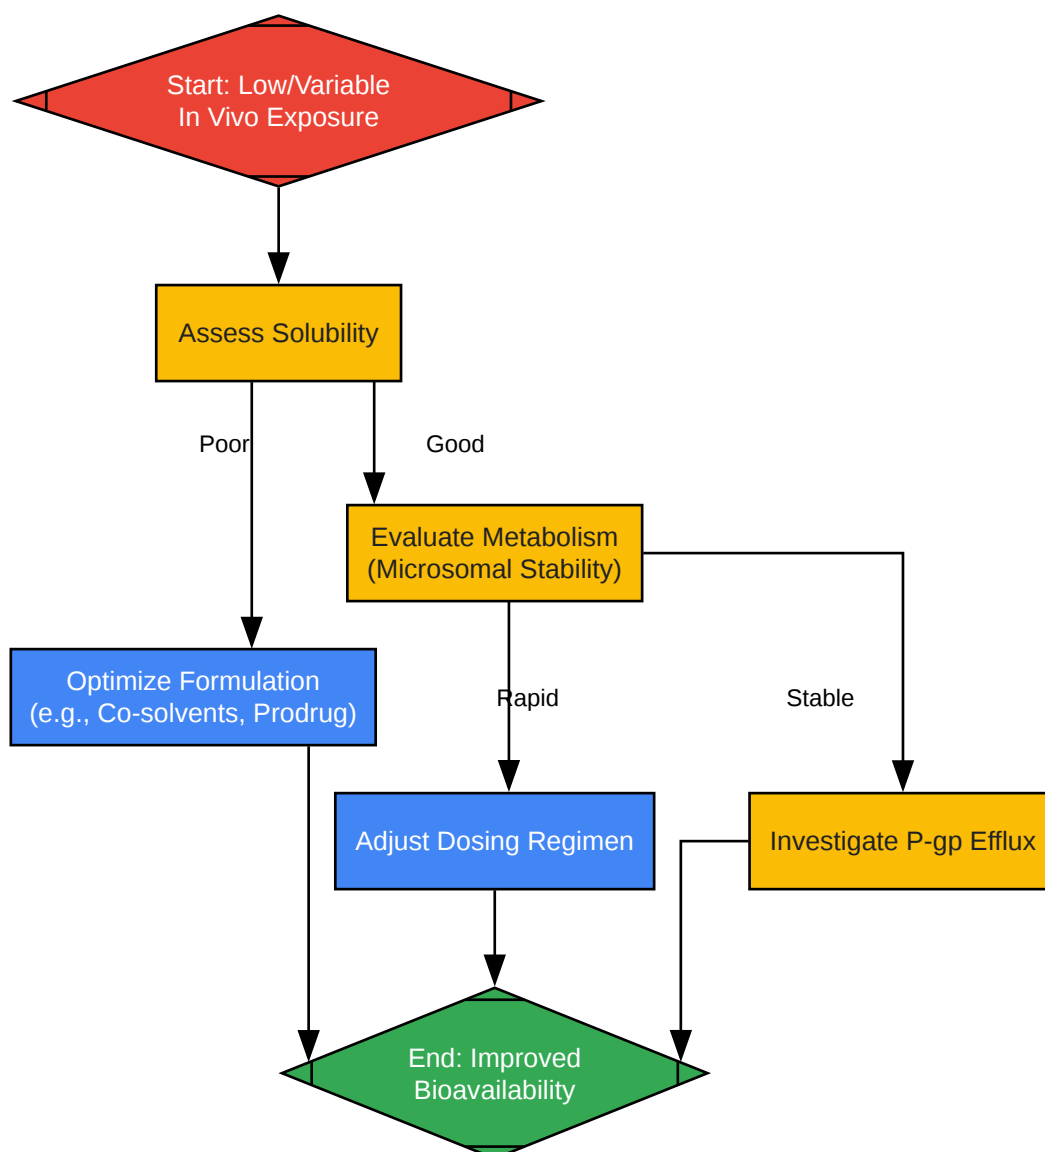 Start: Low/Variable
In Vivo Exposure
Assess Solubility
Poor
Good
Evaluate Metabolism
(Microsomal Stability)
Optimize Formulation
(e.g., Co-solvents, Prodrug)
Rapid
Stable
Adjust Dosing Regimen
Investigate P-gp Efflux
End: Improved
Bioavailability